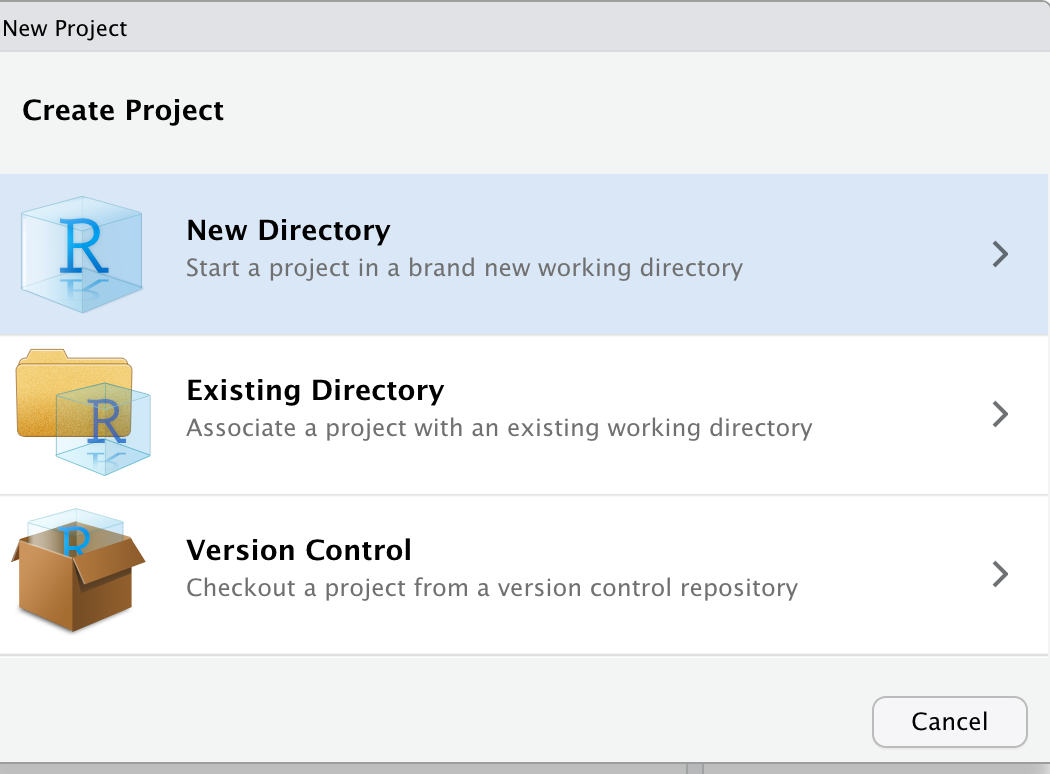 New Project
Create Project
New Directory
Start a project in a brand new working directory
Existing Directory
Associate a project with an existing working directory
Version Control
Checkout a project from a version control repository
Cancel